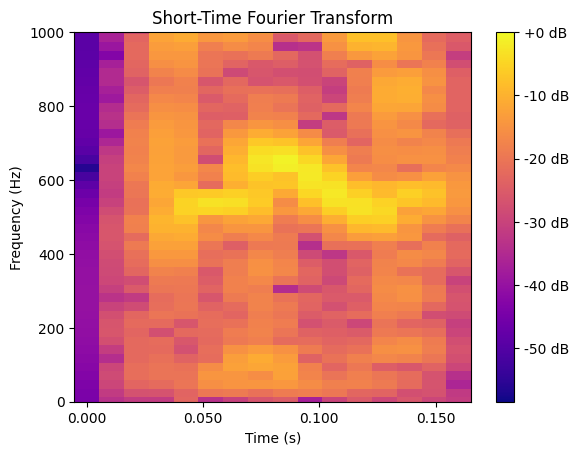 Short-Time Fourier Transform
1000
800
600
400
200
0
Frequency (Hz)
0.000
0.050
0.100
0.150
Time (s)
+0 dB
-10 dB
-20 dB
-30 dB
-40 dB
-50 dB